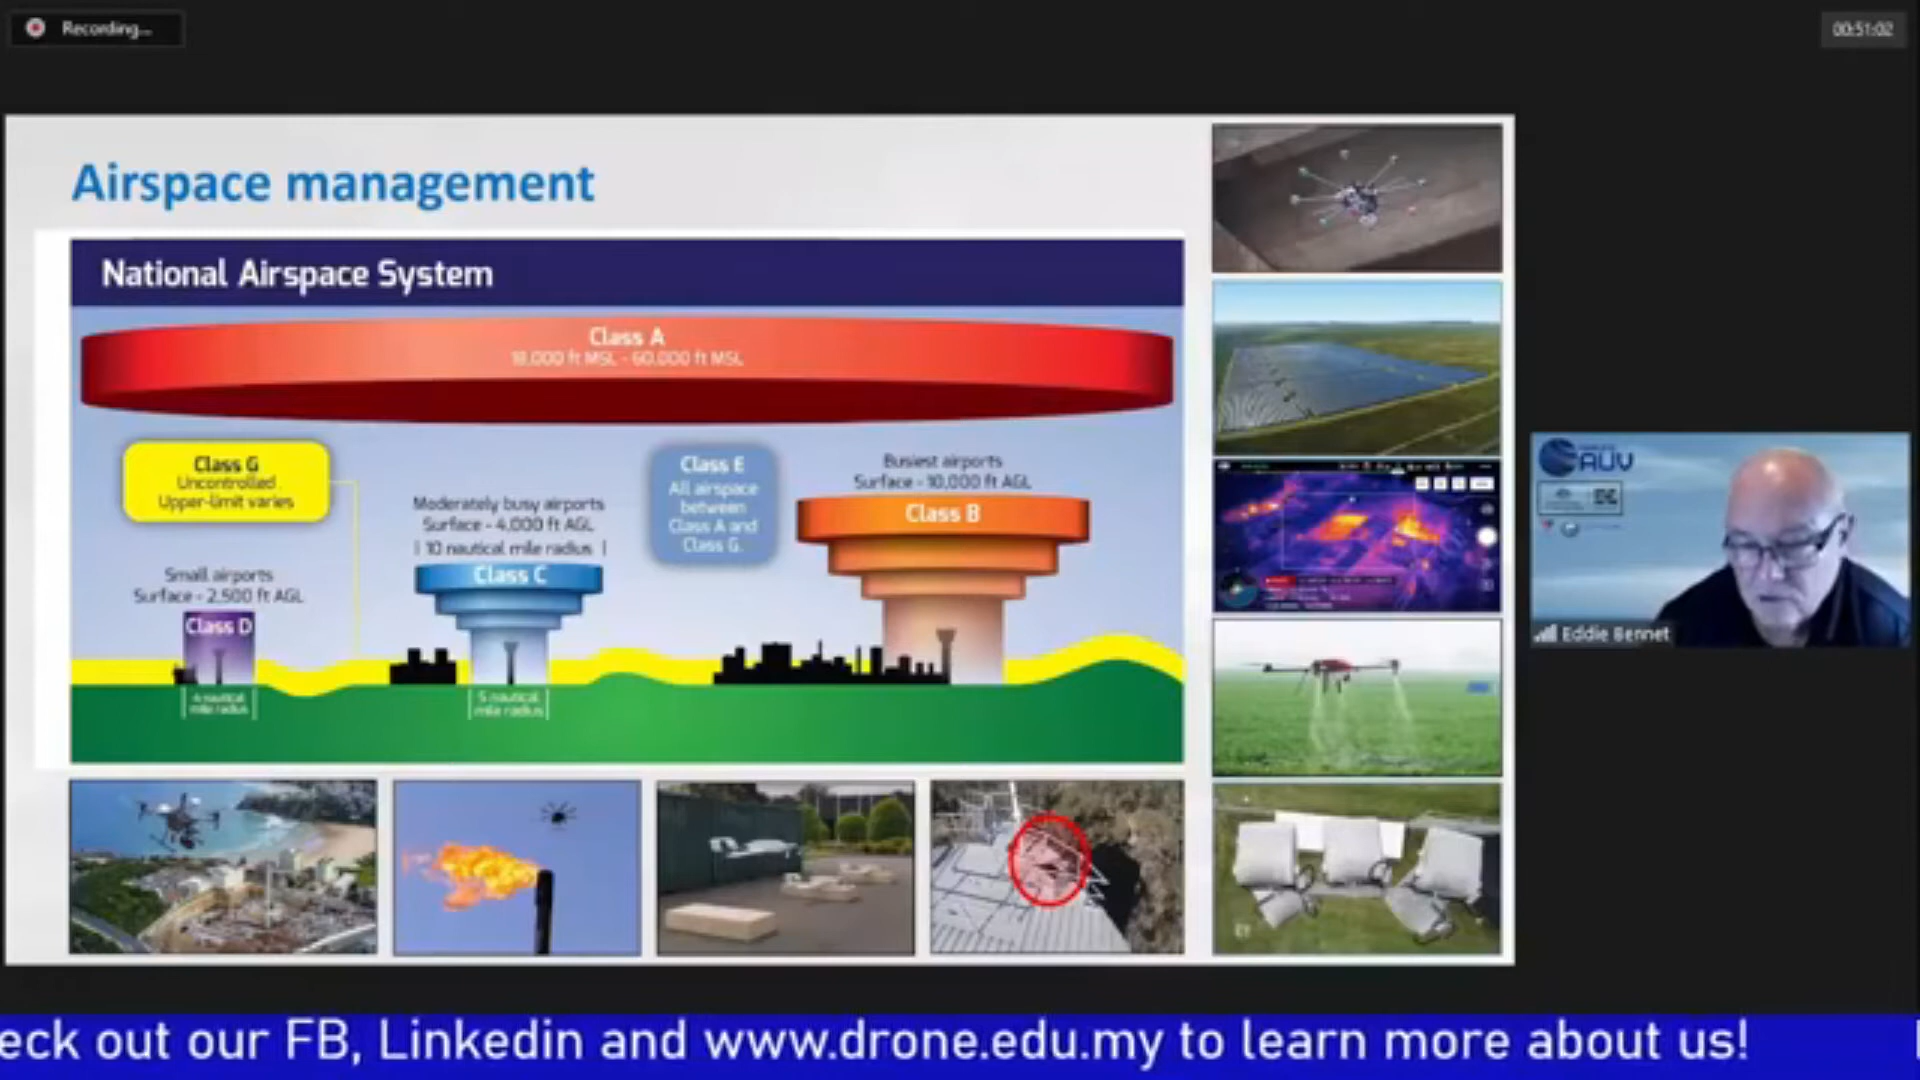 Recording...
00:51:02
Airspace management
National Airspace System
Class A
18,000 ft MSL - 60,000 ft MSL
Class G
Uncontrolled
Upper-limit varies
Moderately busy airports
Surface - 4,000 ft AGL
| 10 nautical mile radius |
Class C
Class E
All airspace
between
Class A and
Class G.
Busiest airports
Surface - 10,000 ft AGL
Class B
Small airports
Surface - 2,500 ft AGL
Class D
4 nautical
mile radius
5 nautical
mile radius
AUV
Eddie Bennet
eck out our FB, Linkedin and www.drone.edu.my to learn more about us!